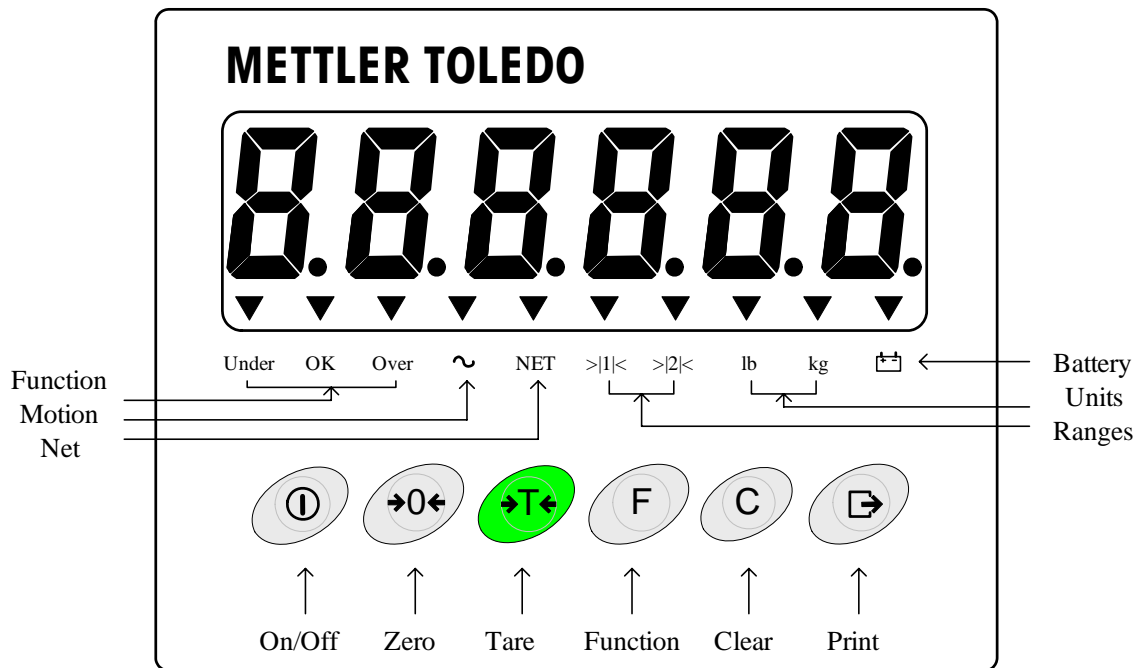 METTLER TOLEDO
8.8.8.8.8.8.
Under OK Over ~ NET >|1|< >|2|< lb kg
Function
Motion
Net
Battery
Units
Ranges
→0← →T← F C
On/Off Zero Tare Function Clear Print